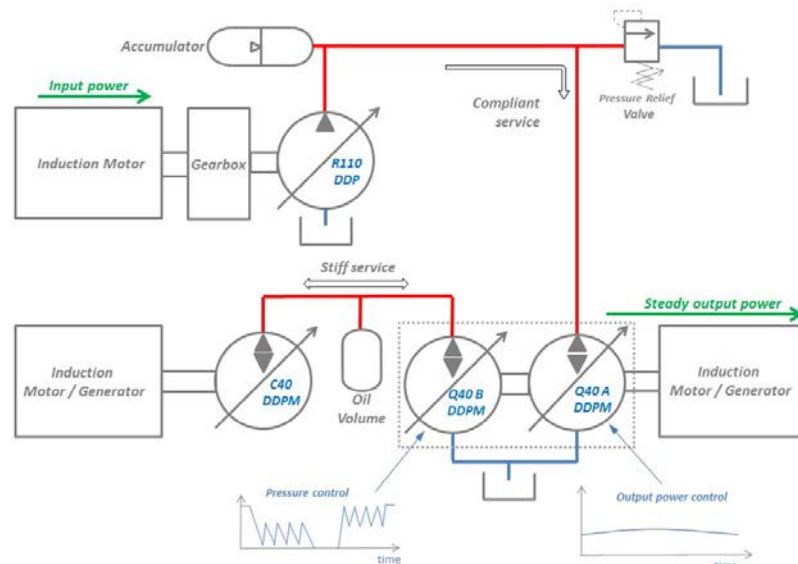 Accumulator
Input power
Compliant
service
Pressure Relief
Valve
Induction Motor
Gearbox
R110
DDP
Stiff service
Steady output power
Induction
Motor / Generator
C40
DDPM
Oil
Volume
Q40 B
DDPM
Q40 A
DDPM
Induction
Motor / Generator
Pressure control
time
Output power control
time